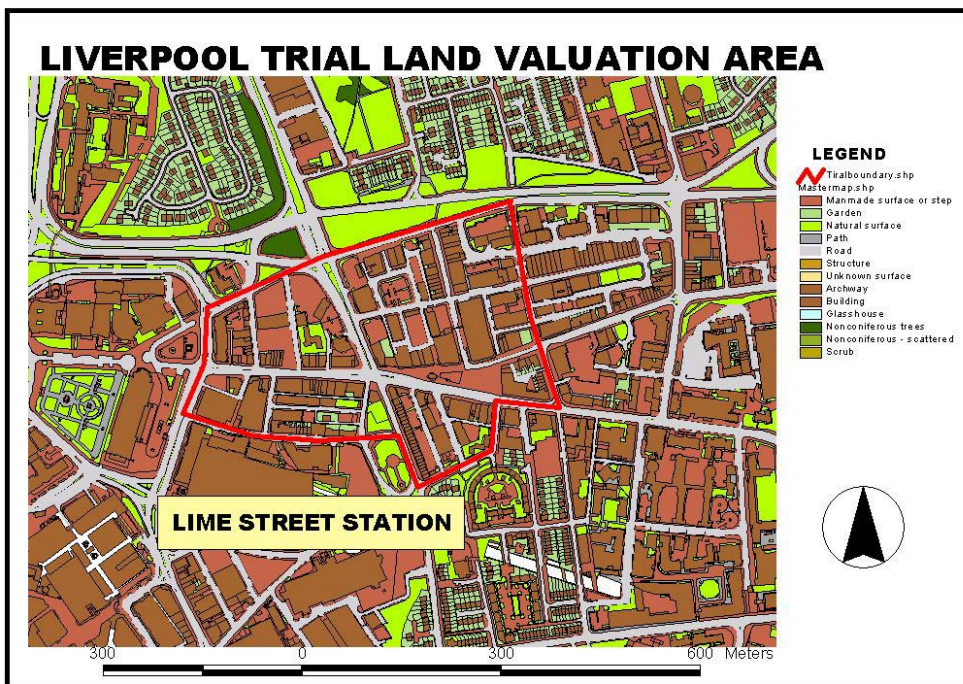 LIVERPOOL TRIAL LAND VALUATION AREA
LEGEND
Tiralboundary.shp
Mastermap.shp
Manmade surface or step
Garden
Natural surface
Path
Road
Structure
Unknown surface
Archway
Building
Glasshouse
Nonconiferous trees
Nonconiferous - scattered
Scrub
LIME STREET STATION
300 0 300 600 Meters